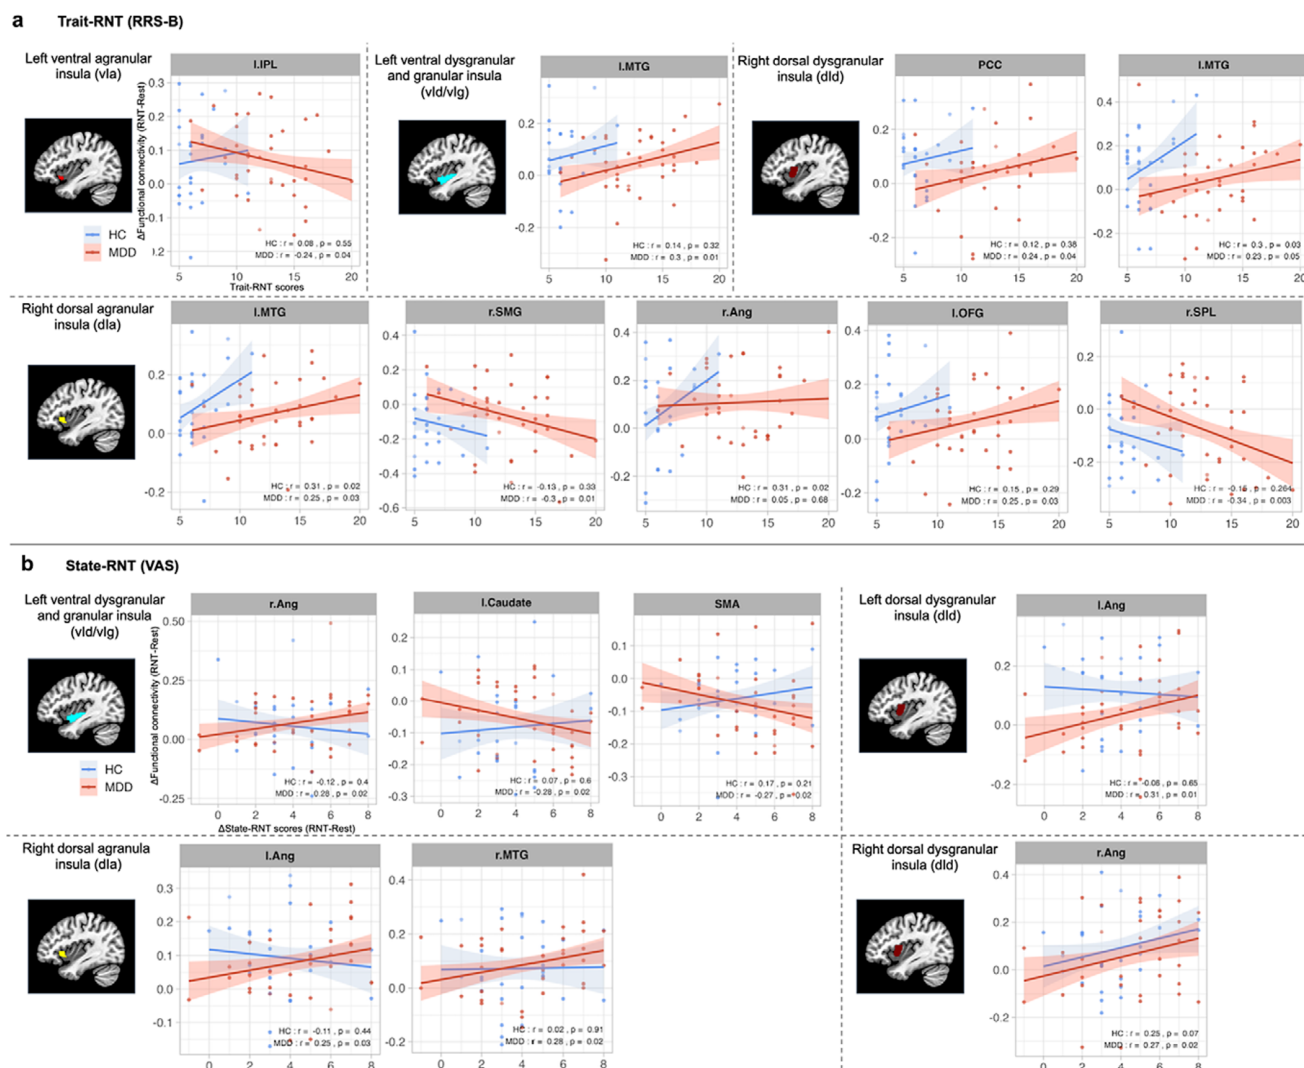 a Trait-RNT (RRS-B)
Left ventral agranular
insula (vIa)
l.IPL
ΔFunctional connectivity (RNT-Rest)
0.3
0.2
0.1
0.0
-0.1
HC
MDD
HC : r = 0.08 , p = 0.55
MDD : r = -0.24 , p = 0.04
5 10 15 20
Trait-RNT scores
Left ventral dysgranular
and granular insula
(vId/vIg)
l.MTG
0.2
0.0
-0.2
HC : r = 0.14 , p = 0.32
MDD : r = 0.3 , p = 0.01
5 10 15 20
Right dorsal dysgranular
insula (dId)
PCC
0.2
0.0
-0.2
HC : r = 0.12 , p = 0.38
MDD : r = 0.24 , p = 0.04
5 10 15 20
l.MTG
0.4
0.2
0.0
-0.2
HC : r = 0.3 , p = 0.03
MDD : r = 0.23 , p = 0.05
5 10 15 20
Right dorsal agranular
insula (dIa)
l.MTG
0.2
0.0
-0.2
HC : r = 0.31 , p = 0.02
MDD : r = 0.25 , p = 0.03
5 10 15 20
r.SMG
0.4
0.2
0.0
-0.2
-0.4
-0.6
HC : r = -0.13 , p = 0.33
MDD : r = -0.3 , p = 0.01
5 10 15 20
r.Ang
0.4
0.2
0.0
-0.2
HC : r = 0.31 , p = 0.02
MDD : r = 0.05 , p = 0.68
5 10 15 20
l.OFG
0.4
0.2
0.0
-0.2
HC : r = 0.15 , p = 0.29
MDD : r = 0.25 , p = 0.03
5 10 15 20
r.SPL
0.2
0.0
-0.2
HC : r = , p = 0.264
MDD : r = -0.34 , p = 0.003
5 10 15 20
b State-RNT (VAS)
Left ventral dysgranular
and granular insula
(vId/vIg)
r.Ang
ΔFunctional connectivity (RNT-Rest)
0.50
0.25
0.00
-0.25
HC
MDD
HC : r = -0.12 , p = 0.4
MDD : r = 0.28 , p = 0.02
0 2 4 6 8
ΔState-RNT scores (RNT-Rest)
l.Caudate
0.2
0.1
0.0
-0.1
-0.2
-0.3
HC : r = 0.07 , p = 0.6
MDD : r = -0.28 , p = 0.02
0 2 4 6 8
SMA
0.1
0.0
-0.1
-0.2
-0.3
HC : r = 0.17 , p = 0.21
MDD : r = -0.27 , p = 0.02
0 2 4 6 8
Left dorsal dysgranular
insula (dId)
l.Ang
0.2
0.0
-0.2
HC : r = -0.06 , p = 0.65
MDD : r = 0.31 , p = 0.01
0 2 4 6 8
Right dorsal agranula
insula (dIa)
l.Ang
0.3
0.2
0.1
0.0
-0.1
HC : r = -0.11 , p = 0.44
MDD : r = 0.25 , p = 0.03
0 2 4 6 8
r.MTG
0.4
0.2
0.0
-0.2
HC : r = 0.02 , p = 0.91
MDD : r = 0.28 , p = 0.02
0 2 4 6 8
Right dorsal dysgranular
insula (dId)
r.Ang
0.4
0.2
0.0
-0.2
HC : r = 0.25 , p = 0.07
MDD : r = 0.27 , p = 0.02
0 2 4 6 8